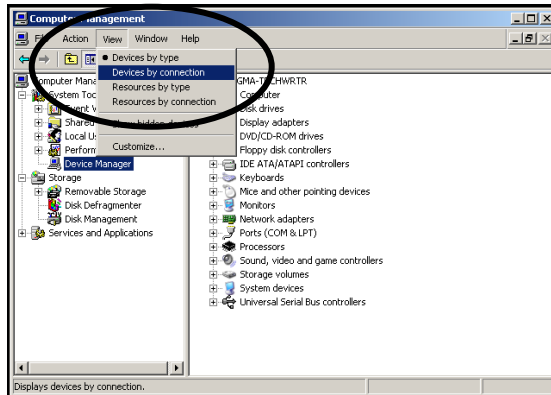 Computer Management
File Action View Window Help
Devices by type
Devices by connection
Resources by type
Resources by connection
Show hidden devices
Customize...
Computer Mana
System Too
Event V
Shared
Local Us
Perform
Device Manager
Storage
Removable Storage
Disk Defragmenter
Disk Management
Services and Applications
GMA-TECHWRTR
Computer
Disk drives
Display adapters
DVD/CD-ROM drives
Floppy disk controllers
IDE ATA/ATAPI controllers
Keyboards
Mice and other pointing devices
Monitors
Network adapters
Ports (COM & LPT)
Processors
Sound, video and game controllers
Storage volumes
System devices
Universal Serial Bus controllers
Displays devices by connection.